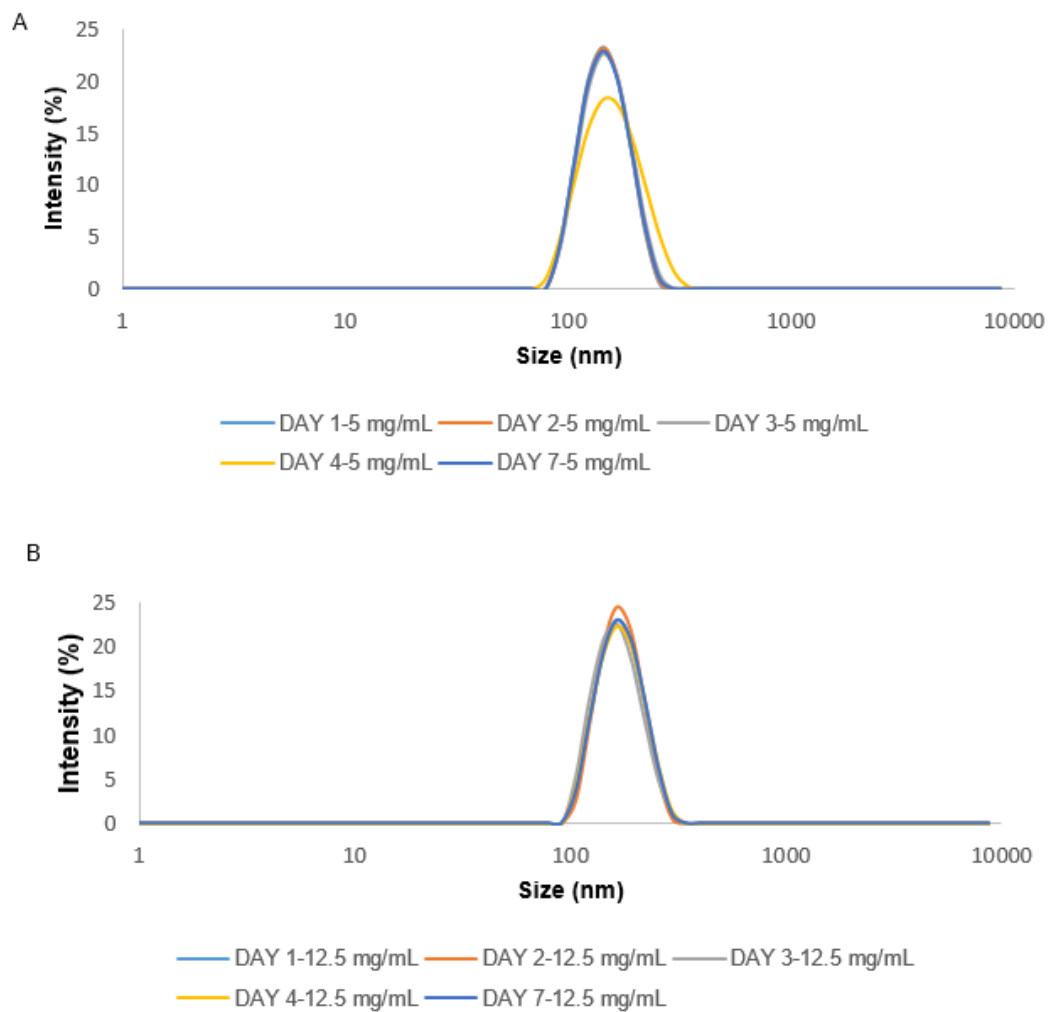 A
25
20
15
10
5
0
Intensity (%)
1 10 100 1000 10000
Size (nm)
DAY 1-5 mg/mL DAY 2-5 mg/mL DAY 3-5 mg/mL
DAY 4-5 mg/mL DAY 7-5 mg/mL
B
25
20
15
10
5
0
Intensity (%)
1 10 100 1000 10000
Size (nm)
DAY 1-12.5 mg/mL DAY 2-12.5 mg/mL DAY 3-12.5 mg/mL
DAY 4-12.5 mg/mL DAY 7-12.5 mg/mL